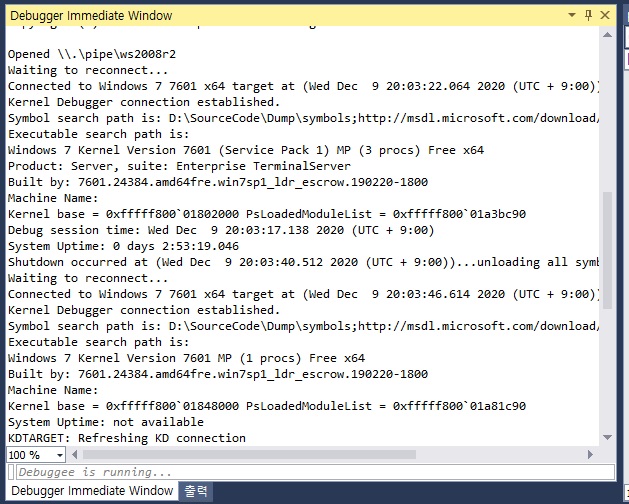 Debugger Immediate Window
Opened \\.\pipe\ws2008r2
Waiting to reconnect...
Connected to Windows 7 7601 x64 target at (Wed Dec  9 20:03:22.064 2020 (UTC + 9:00))
Kernel Debugger connection established.
Symbol search path is: D:\SourceCode\Dump\symbols;http://msdl.microsoft.com/download/
Executable search path is:
Windows 7 Kernel Version 7601 (Service Pack 1) MP (3 procs) Free x64
Product: Server, suite: Enterprise TerminalServer
Built by: 7601.24384.amd64fre.win7sp1_ldr_escrow.190220-1800
Machine Name:
Kernel base = 0xfffff800`01802000 PsLoadedModuleList = 0xfffff800`01a3bc90
Debug session time: Wed Dec  9 20:03:17.138 2020 (UTC + 9:00)
System Uptime: 0 days 2:53:19.046
Shutdown occurred at (Wed Dec  9 20:03:40.512 2020 (UTC + 9:00))...unloading all symb
Waiting to reconnect...
Connected to Windows 7 7601 x64 target at (Wed Dec  9 20:03:46.614 2020 (UTC + 9:00))
Kernel Debugger connection established.
Symbol search path is: D:\SourceCode\Dump\symbols;http://msdl.microsoft.com/download/
Executable search path is:
Windows 7 Kernel Version 7601 MP (1 procs) Free x64
Built by: 7601.24384.amd64fre.win7sp1_ldr_escrow.190220-1800
Machine Name:
Kernel base = 0xfffff800`01848000 PsLoadedModuleList = 0xfffff800`01a81c90
System Uptime: not available
KDTARGET: Refreshing KD connection
100 %
Debuggee is running...
Debugger Immediate Window 출력